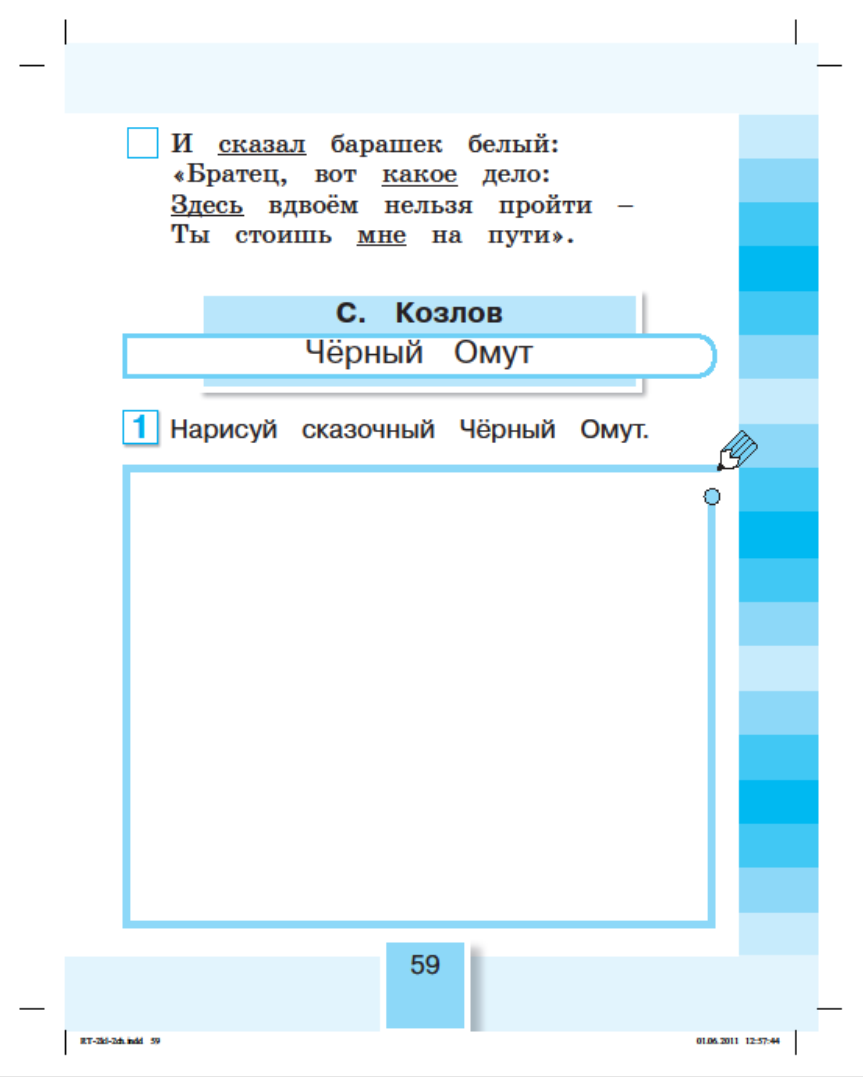 И сказал барашек белый:
«Братец, вот какое дело:
Здесь вдвоём нельзя пройти –
Ты стоишь мне на пути».
С. Козлов
Чёрный Омут
1 Нарисуй сказочный Чёрный Омут.
59
RT-2kl-2ch.indd 59 01.06.2011 12:57:44